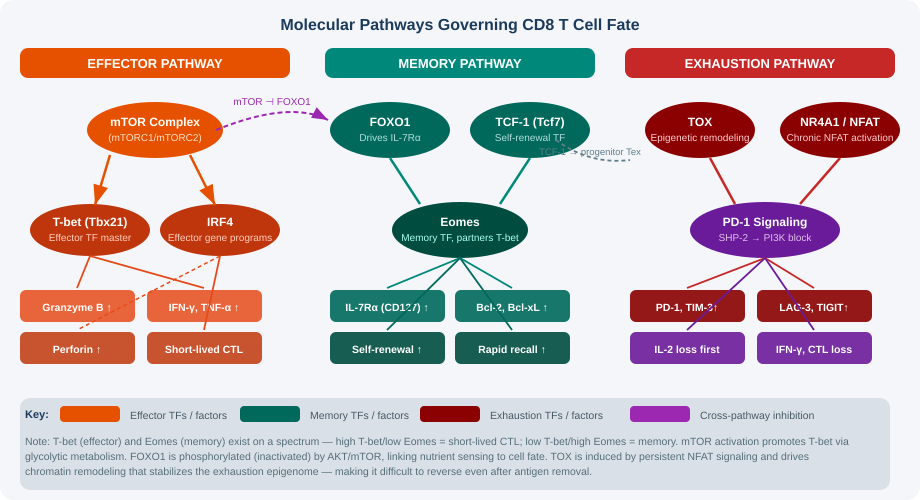 Molecular Pathways Governing CD8 T Cell Fate
EFFECTOR PATHWAY
MEMORY PATHWAY
EXHAUSTION PATHWAY
mTOR ⊣ FOXO1
mTOR Complex
(mTORC1/mTORC2)
FOXO1
Drives IL-7Rα
TCF-1 (Tcf7)
Self-renewal TF
TCF-1 → progenitor Tex
TOX
Epigenetic remodeling
NR4A1 / NFAT
Chronic NFAT activation
T-bet (Tbx21)
Effector TF master
IRF4
Effector gene programs
Eomes
Memory TF, partners T-bet
PD-1 Signaling
SHP-2 → PI3K block
Granzyme B ↑
IFN-γ, TNF-α ↑
IL-7Rα (CD127) ↑
Bcl-2, Bcl-xL ↑
PD-1, TIM-3↑
LAG-3, TIGIT↑
Perforin ↑
Short-lived CTL
Self-renewal ↑
Rapid recall ↑
IL-2 loss first
IFN-γ, CTL loss
Key:
Effector TFs / factors
Memory TFs / factors
Exhaustion TFs / factors
Cross-pathway inhibition
Note: T-bet (effector) and Eomes (memory) exist on a spectrum — high T-bet/low Eomes = short-lived CTL; low T-bet/high Eomes = memory. mTOR activation promotes T-bet via
glycolytic metabolism. FOXO1 is phosphorylated (inactivated) by AKT/mTOR, linking nutrient sensing to cell fate. TOX is induced by persistent NFAT signaling and drives
chromatin remodeling that stabilizes the exhaustion epigenome — making it difficult to reverse even after antigen removal.